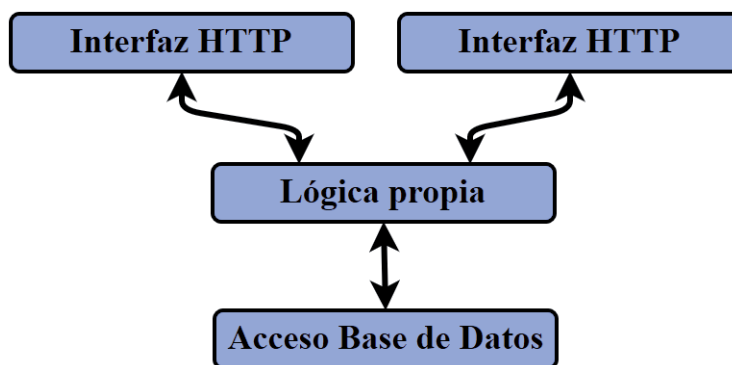 Interfaz HTTP
Interfaz HTTP
Lógica propia
Acceso Base de Datos